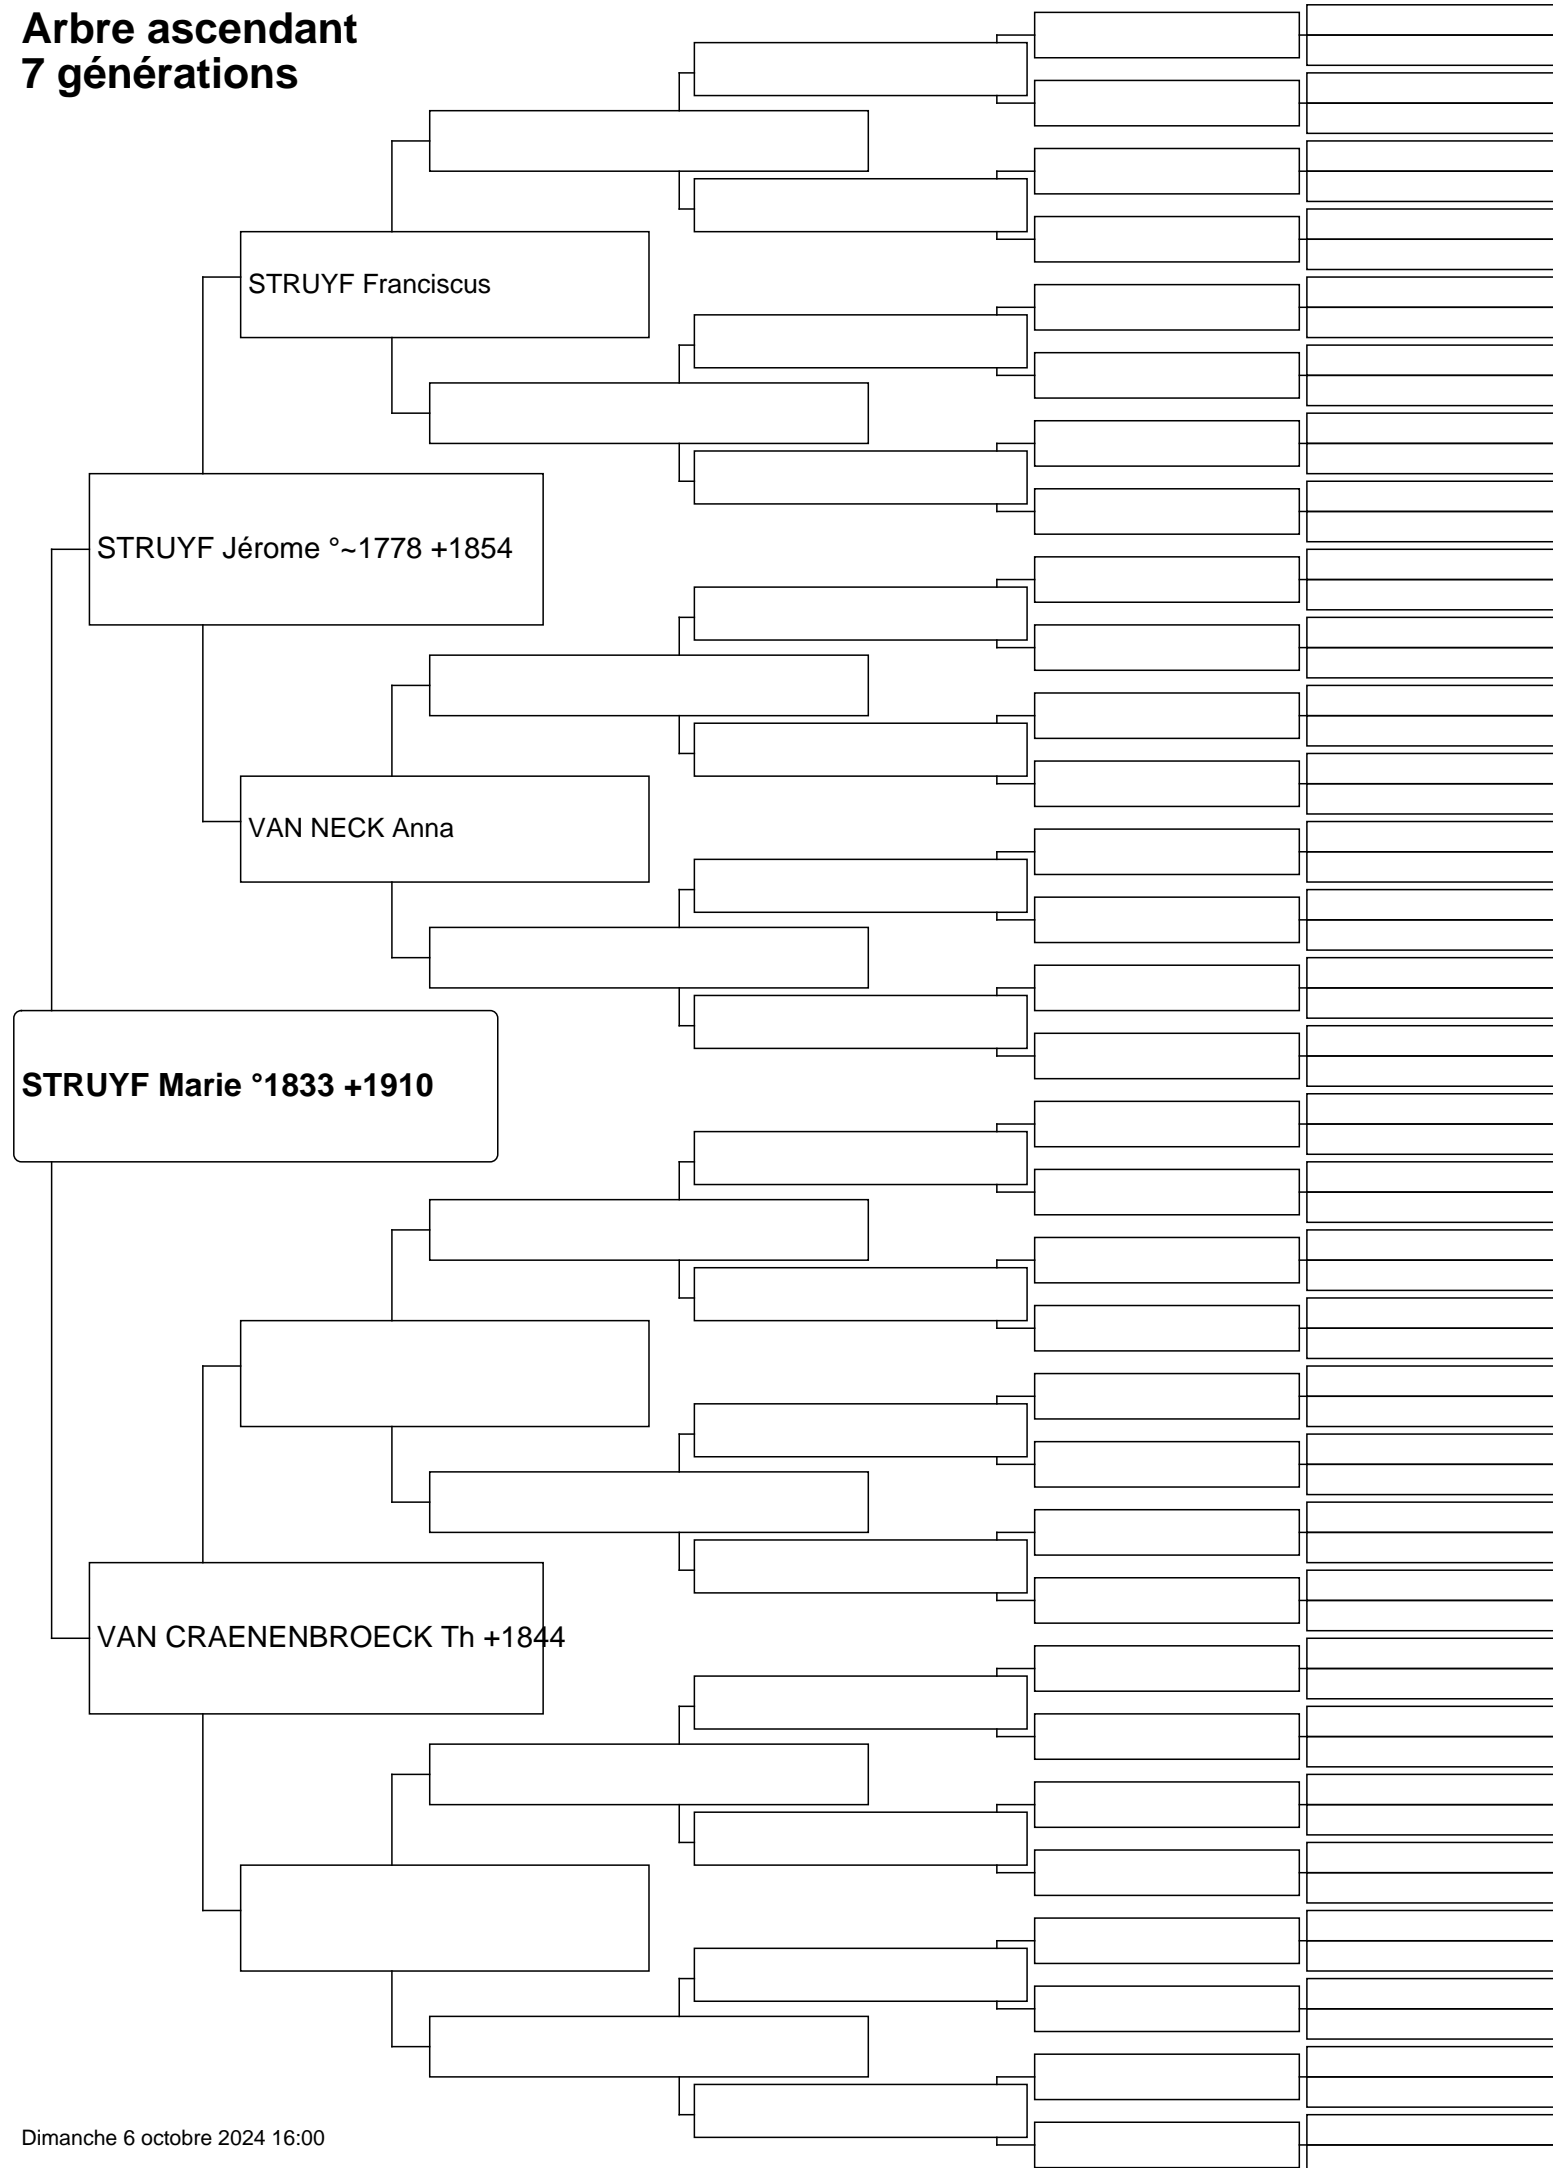 Arbre ascendant
7 générations
STRUYF Franciscus
STRUYF Jérome °~1778 +1854
VAN NECK Anna
STRUYF Marie °1833 +1910
VAN CRAENENBROECK Th +1844
Dimanche 6 octobre 2024 16:00